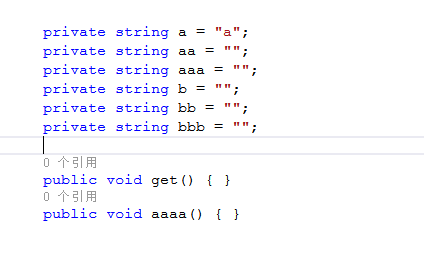 private string a = "a";
private string aa = "";
private string aaa = "";
private string b = "";
private string bb = "";
private string bbb = "";
0 个引用
public void get() { }
0 个引用
public void aaaa() { }